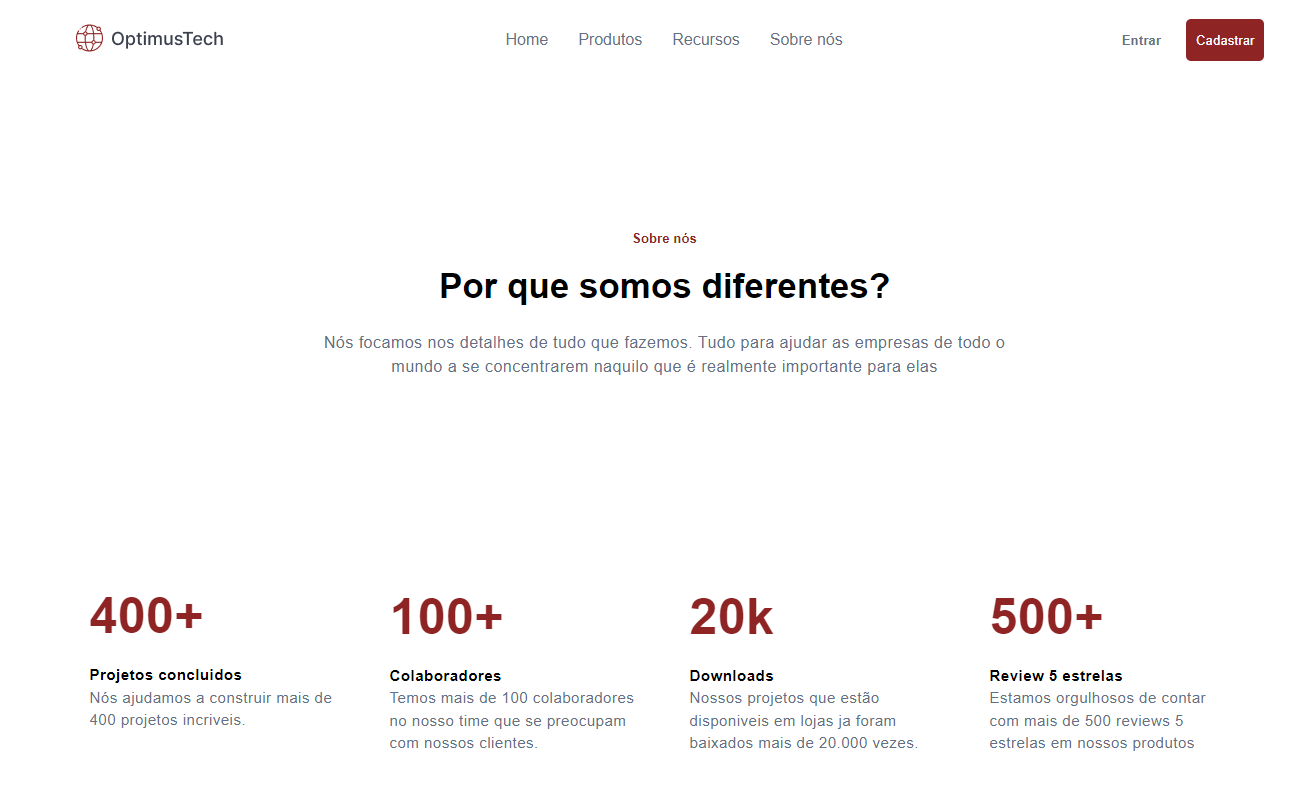 OptimusTech
Home
Produtos
Recursos
Sobre nós
Entrar
Cadastrar
Sobre nós
Por que somos diferentes?
Nós focamos nos detalhes de tudo que fazemos. Tudo para ajudar as empresas de todo o
mundo a se concentrarem naquilo que é realmente importante para elas
400+
Projetos concluidos
Nós ajudamos a construir mais de
400 projetos incriveis.
100+
Colaboradores
Temos mais de 100 colaboradores
no nosso time que se preocupam
com nossos clientes.
20k
Downloads
Nossos projetos que estão
disponiveis em lojas ja foram
baixados mais de 20.000 vezes.
500+
Review 5 estrelas
Estamos orgulhosos de contar
com mais de 500 reviews 5
estrelas em nossos produtos